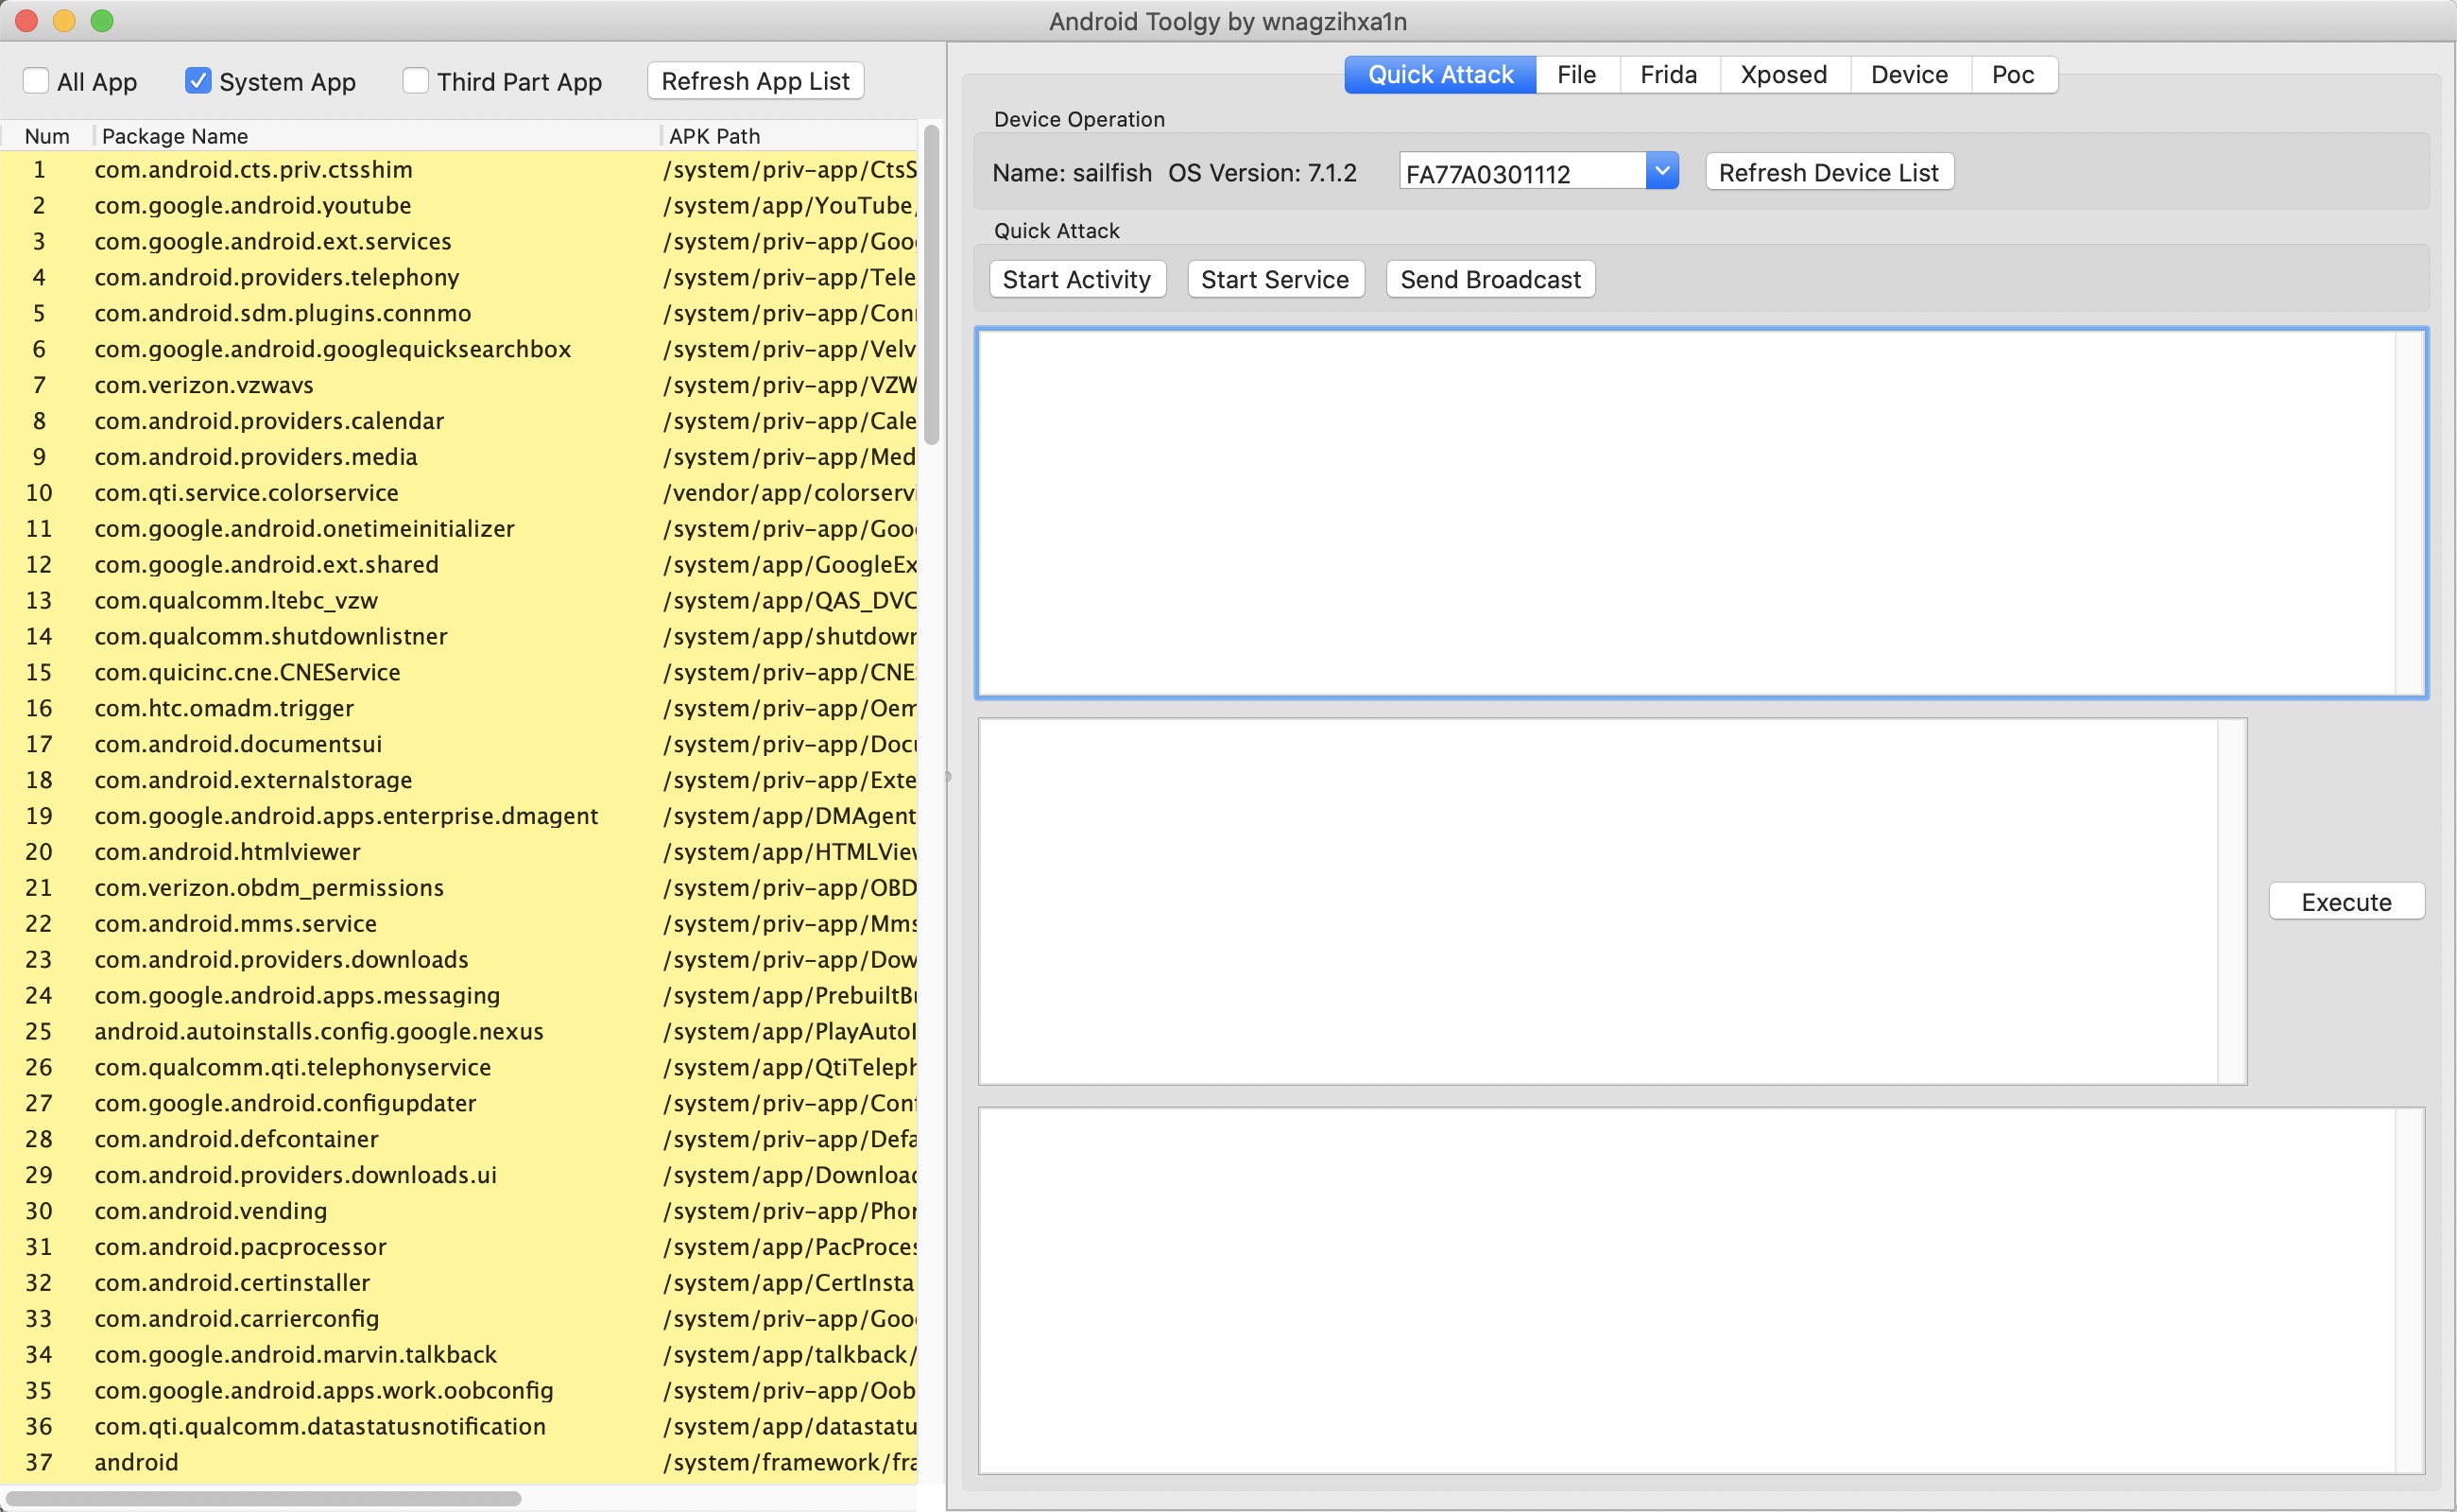 Android Toolgy by wnagzihxa1n
All App System App Third Part App Refresh App List
Num Package Name APK Path
1 com.android.cts.priv.ctsshim /system/priv-app/CtsS
2 com.google.android.youtube /system/app/YouTube/
3 com.google.android.ext.services /system/priv-app/Goo
4 com.android.providers.telephony /system/priv-app/Tele
5 com.android.sdm.plugins.connmo /system/priv-app/Con
6 com.google.android.googlequicksearchbox /system/priv-app/Velv
7 com.verizon.vzwavs /system/priv-app/VZW
8 com.android.providers.calendar /system/priv-app/Cale
9 com.android.providers.media /system/priv-app/Med
10 com.qti.service.colorservice /vendor/app/colorservi
11 com.google.android.onetimeinitializer /system/priv-app/Goo
12 com.google.android.ext.shared /system/app/GoogleEx
13 com.qualcomm.ltebc_vzw /system/app/QAS_DVC
14 com.qualcomm.shutdownlistner /system/app/shutdown
15 com.quicinc.cne.CNEService /system/priv-app/CNE
16 com.htc.omadm.trigger /system/priv-app/Oem
17 com.android.documentsui /system/priv-app/Docu
18 com.android.externalstorage /system/priv-app/Exte
19 com.google.android.apps.enterprise.dmagent /system/app/DMAgent
20 com.android.htmlviewer /system/app/HTMLView
21 com.verizon.obdm_permissions /system/priv-app/OBD
22 com.android.mms.service /system/priv-app/Mms
23 com.android.providers.downloads /system/priv-app/Dow
24 com.google.android.apps.messaging /system/app/PrebuiltBu
25 android.autoinstalls.config.google.nexus /system/app/PlayAutoI
26 com.qualcomm.qti.telephonyservice /system/app/QtiTeleph
27 com.google.android.configupdater /system/priv-app/Conf
28 com.android.defcontainer /system/priv-app/Defa
29 com.android.providers.downloads.ui /system/app/Downloac
30 com.android.vending /system/priv-app/Phon
31 com.android.pacprocessor /system/app/PacProces
32 com.android.certinstaller /system/app/CertInsta
33 com.android.carrierconfig /system/priv-app/Goo
34 com.google.android.marvin.talkback /system/app/talkback/
35 com.google.android.apps.work.oobconfig /system/priv-app/Oob
36 com.qti.qualcomm.datastatusnotification /system/app/datastatu
37 android /system/framework/fra
Quick Attack File Frida Xposed Device Poc
Device Operation
Name: sailfish OS Version: 7.1.2 FA77A0301112 Refresh Device List
Quick Attack
Start Activity Start Service Send Broadcast
Execute